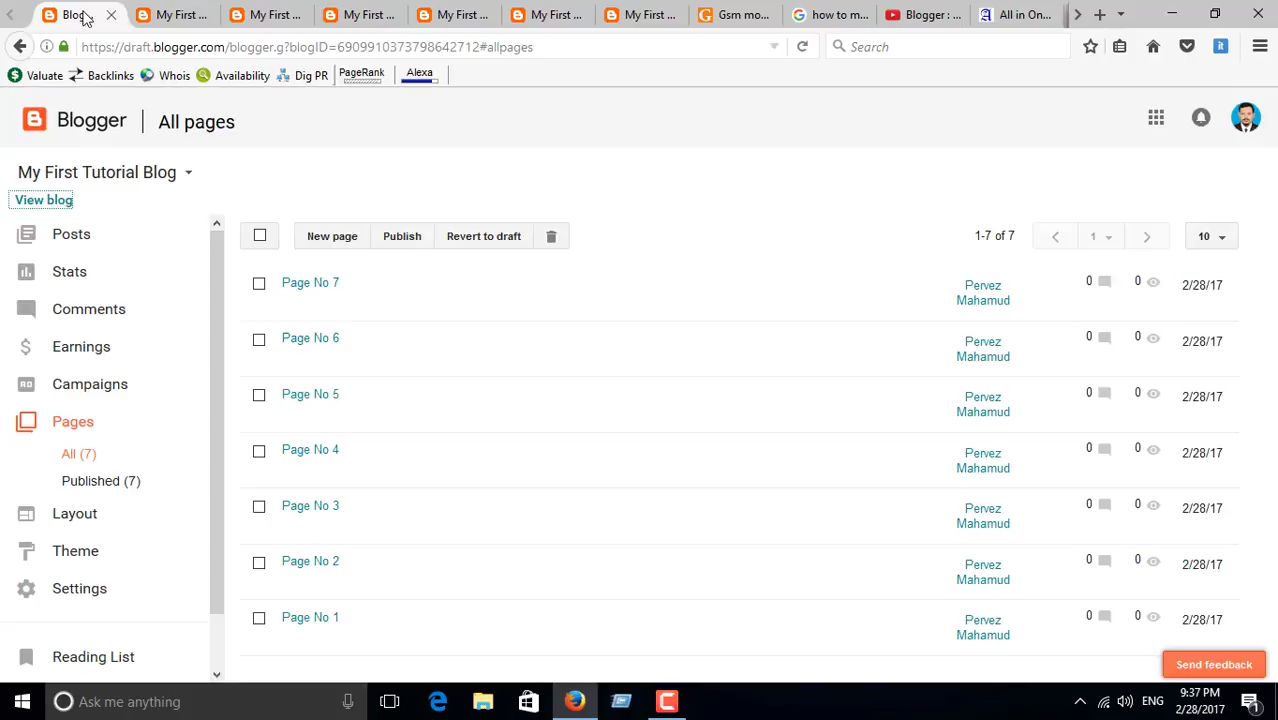 Blog
My First ...
My First ...
My First ...
My First ...
My First ...
My First ...
Gsm mo...
how to m...
Blogger : ...
All in On...
https://draft.blogger.com/blogger.g?blogID=6909910373798642712#allpages
Search
Valuate
Backlinks
Whois
Availability
Dig PR
PageRank
Alexa
Blogger
All pages
My First Tutorial Blog
View blog
Posts
Stats
Comments
Earnings
Campaigns
Pages
All (7)
Published (7)
Layout
Theme
Settings
Reading List
New page
Publish
Revert to draft
1-7 of 7
1
10
Page No 7
Pervez
Mahamud
0
0
2/28/17
Page No 6
Pervez
Mahamud
0
0
2/28/17
Page No 5
Pervez
Mahamud
0
0
2/28/17
Page No 4
Pervez
Mahamud
0
0
2/28/17
Page No 3
Pervez
Mahamud
0
0
2/28/17
Page No 2
Pervez
Mahamud
0
0
2/28/17
Page No 1
Pervez
Mahamud
0
0
2/28/17
Send feedback
Ask me anything
ENG
9:37 PM
2/28/2017
1